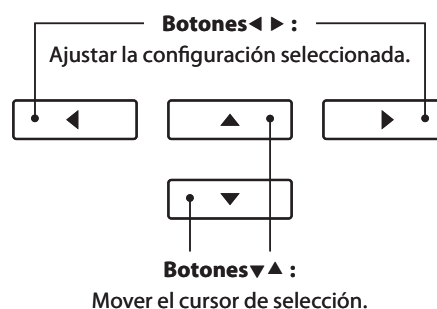 Botones◀ ▶ :
Ajustar la configuración seleccionada.
Botones▼▲ :
Mover el cursor de selección.